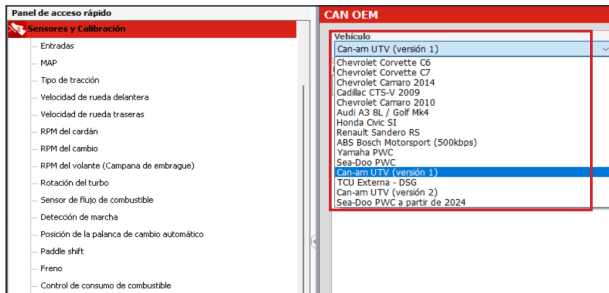 Panel de acceso rápido
Sensores y Calibración
Entradas
MAP
Tipo de tracción
Velocidad de rueda delantera
Velocidad de rueda traseras
RPM del cardán
RPM del cambio
RPM del volante (Campana de embrague)
Rotación del turbo
Sensor de flujo de combustible
Detección de marcha
Posición de la palanca de cambio automático
Paddle shift
Freno
Control de consumo de combustible
CAN OEM
Vehículo
Can-am UTV (versión 1)
Chevrolet Corvette C6
Chevrolet Corvette C7
Chevrolet Camaro 2014
Cadillac CTS-V 2009
Chevrolet Camaro 2010
Audi A3 8L / Golf Mk4
Honda Civic SI
Renault Sandero RS
ABS Bosch Motorsport (500kbps)
Yamaha PWC
Sea-Doo PWC
Can-am UTV (versión 1)
TCU Externa - DSG
Can-am UTV (versión 2)
Sea-Doo PWC a partir de 2024